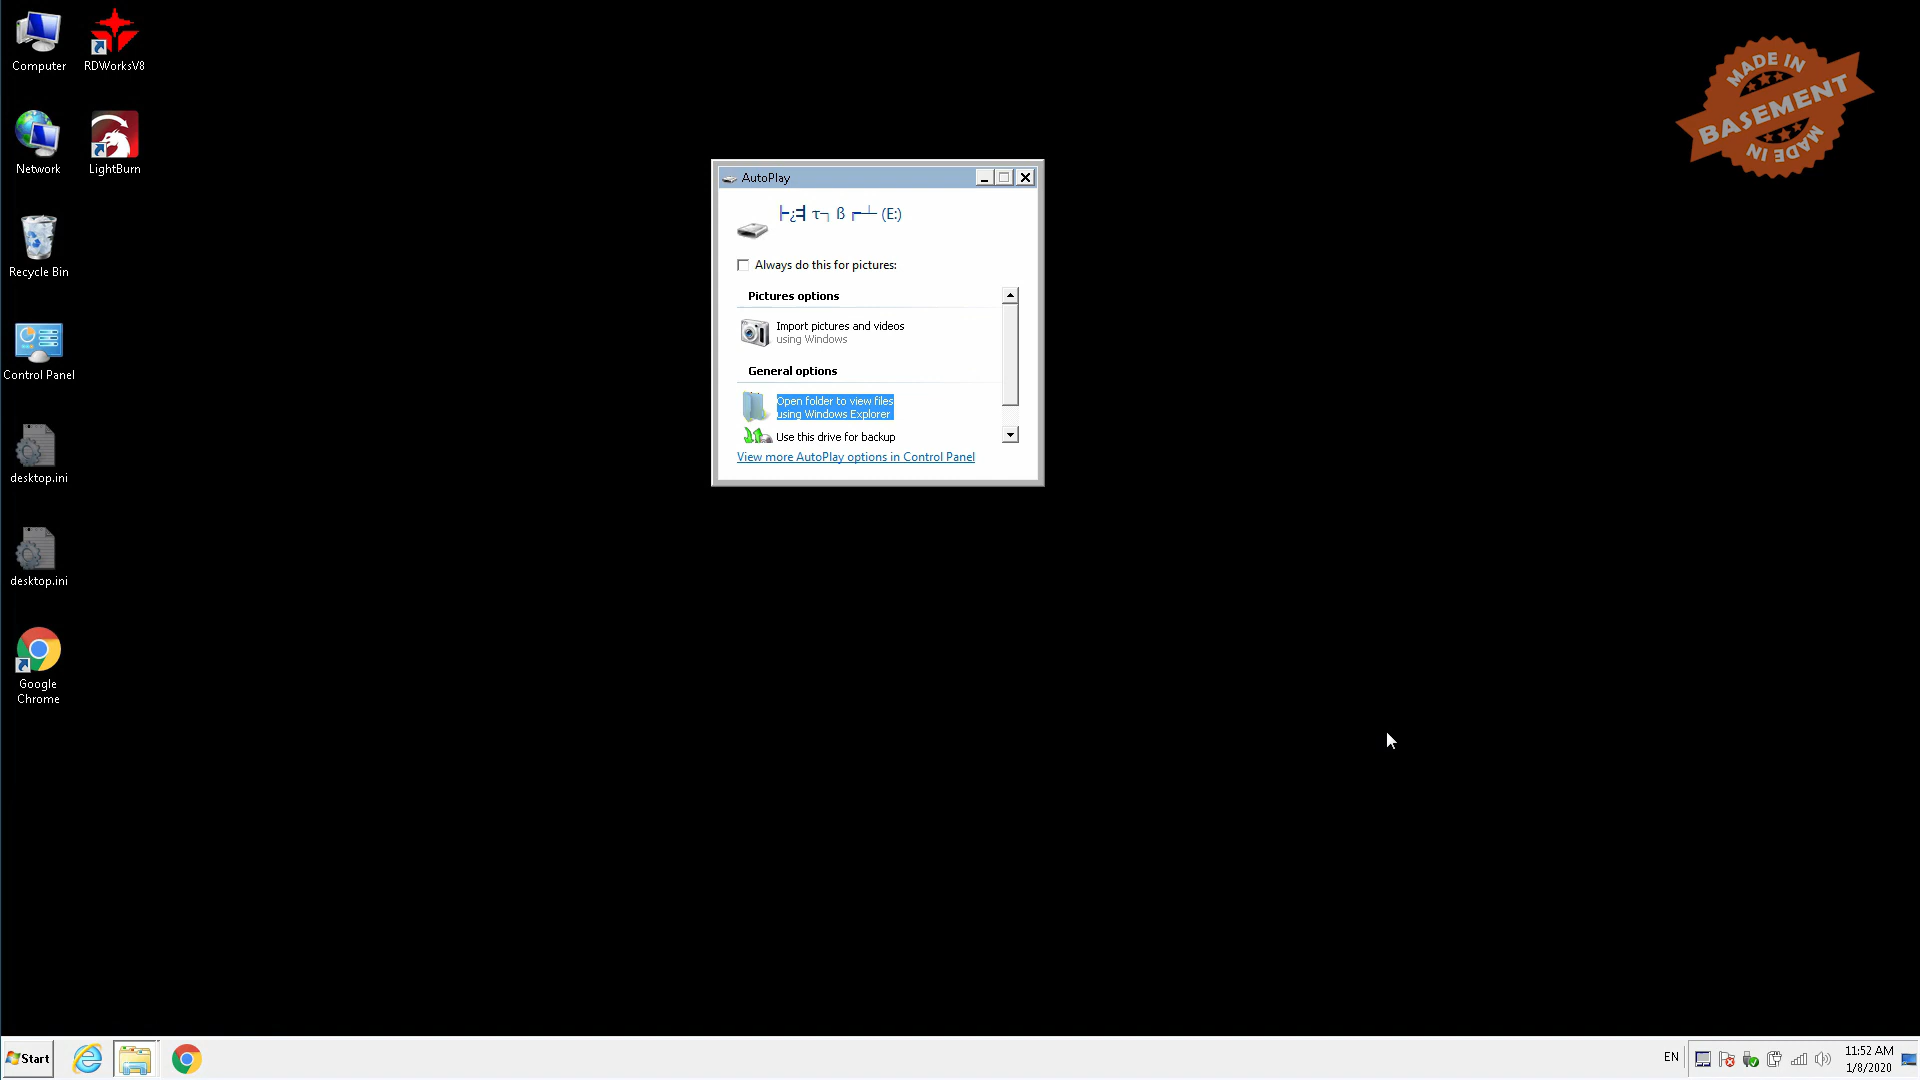 Computer
RDWorksV8
Network
LightBurn
Recycle Bin
Control Panel
desktop.ini
desktop.ini
Google
Chrome
MADE IN
BASEMENT
MADE IN
AutoPlay
(E:)
Always do this for pictures:
Pictures options
Import pictures and videos
using Windows
General options
Open folder to view files
using Windows Explorer
Use this drive for backup
View more AutoPlay options in Control Panel
Start
EN
11:52 AM
1/8/2020